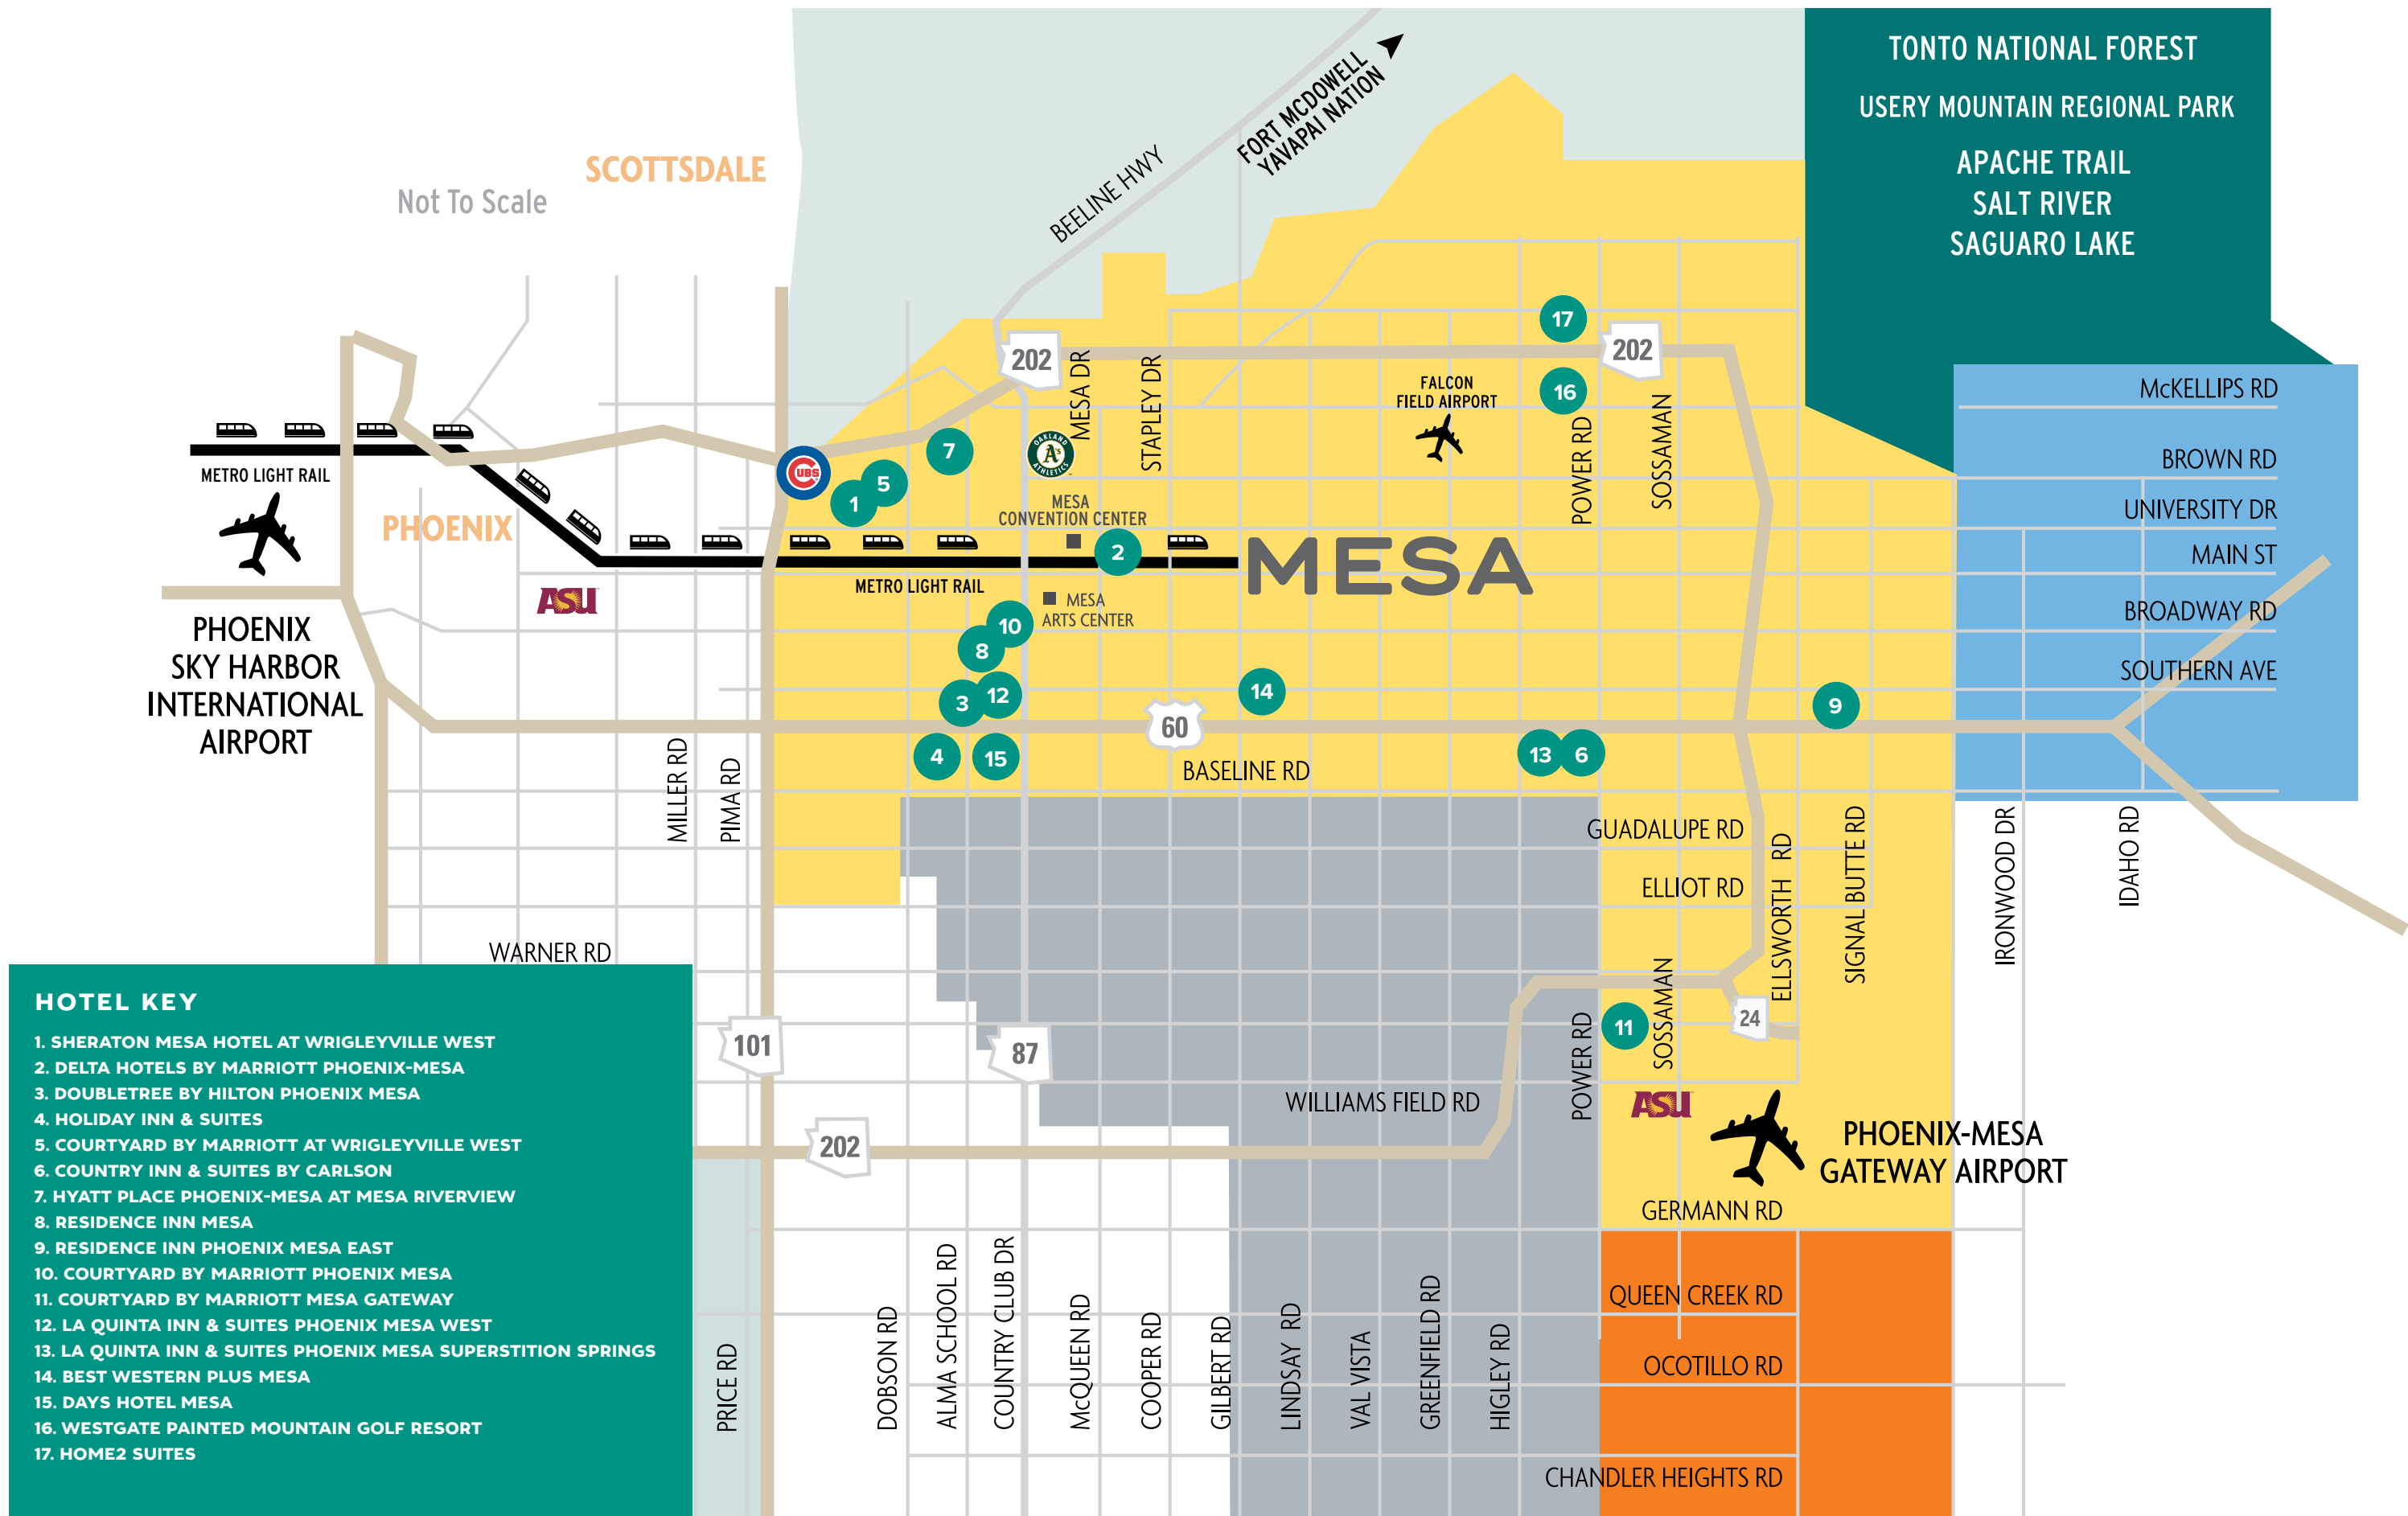 TONTO NATIONAL FOREST
USERY MOUNTAIN REGIONAL PARK
APACHE TRAIL
SALT RIVER
SAGUARO LAKE
FORT MCDOWELL
YAVAPAI NATION
BEELINE HWY
SCOTTSDALE
Not To Scale
202
202
MESA DR
STAPLEY DR
FALCON
FIELD AIRPORT
17
16
POWER RD
SOSSAMAN
McKELLIPS RD
BROWN RD
UNIVERSITY DR
MAIN ST
BROADWAY RD
SOUTHERN AVE
METRO LIGHT RAIL
PHOENIX
CUBS
7
5
1
OAKLAND
A's
ATHLETICS
MESA
CONVENTION CENTER
2
MESA
METRO LIGHT RAIL
ASU
MESA
ARTS CENTER
PHOENIX
SKY HARBOR
INTERNATIONAL
AIRPORT
10
8
12
3
14
9
60
4
15
13
6
BASELINE RD
MILLER RD
PIMA RD
GUADALUPE RD
ELLIOT RD
ELLSWORTH RD
SIGNAL BUTTE RD
IRONWOOD DR
IDAHO RD
WARNER RD
101
87
24
11
SOSSAMAN
POWER RD
WILLIAMS FIELD RD
ASU
PHOENIX-MESA
GATEWAY AIRPORT
202
GERMANN RD
QUEEN CREEK RD
OCOTILLO RD
CHANDLER HEIGHTS RD
PRICE RD
DOBSON RD
ALMA SCHOOL RD
COUNTRY CLUB DR
McQUEEN RD
COOPER RD
GILBERT RD
LINDSAY RD
VAL VISTA
GREENFIELD RD
HIGLEY RD
HOTEL KEY
1. SHERATON MESA HOTEL AT WRIGLEYVILLE WEST
2. DELTA HOTELS BY MARRIOTT PHOENIX-MESA
3. DOUBLETREE BY HILTON PHOENIX MESA
4. HOLIDAY INN & SUITES
5. COURTYARD BY MARRIOTT AT WRIGLEYVILLE WEST
6. COUNTRY INN & SUITES BY CARLSON
7. HYATT PLACE PHOENIX-MESA AT MESA RIVERVIEW
8. RESIDENCE INN MESA
9. RESIDENCE INN PHOENIX MESA EAST
10. COURTYARD BY MARRIOTT PHOENIX MESA
11. COURTYARD BY MARRIOTT MESA GATEWAY
12. LA QUINTA INN & SUITES PHOENIX MESA WEST
13. LA QUINTA INN & SUITES PHOENIX MESA SUPERSTITION SPRINGS
14. BEST WESTERN PLUS MESA
15. DAYS HOTEL MESA
16. WESTGATE PAINTED MOUNTAIN GOLF RESORT
17. HOME2 SUITES